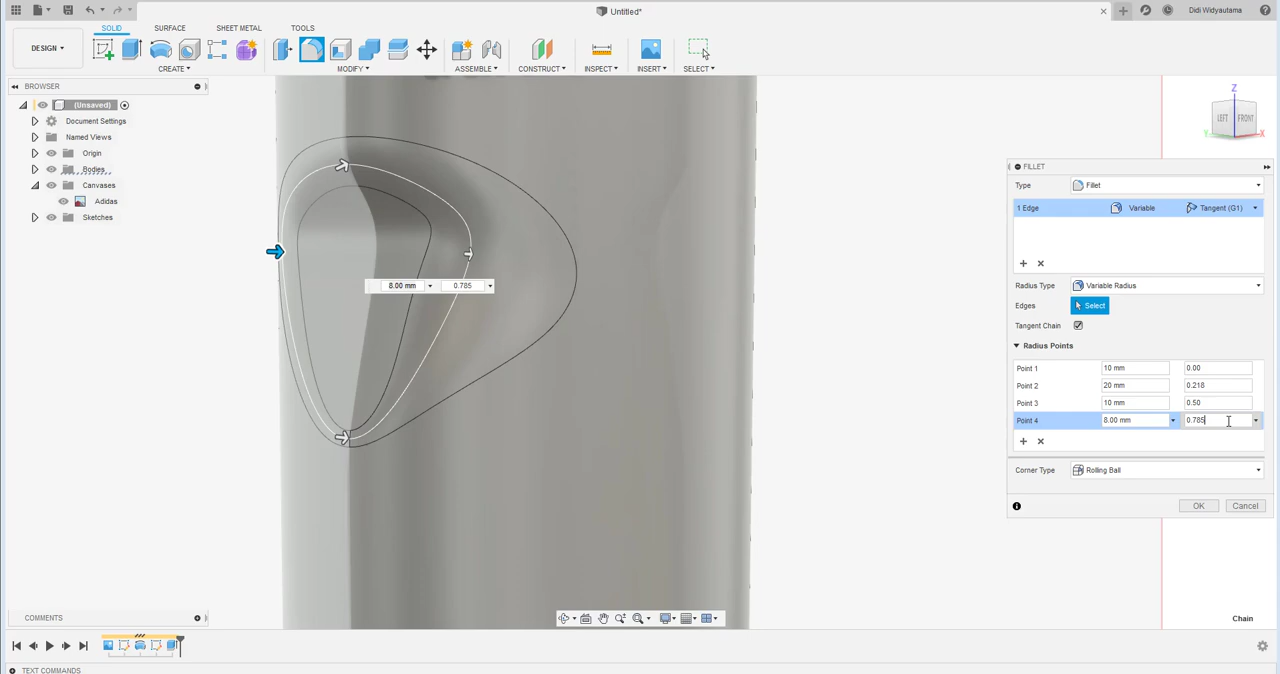 Untitled*
Didi Widyautama
SOLID SURFACE SHEET METAL TOOLS
DESIGN
CREATE MODIFY ASSEMBLE CONSTRUCT INSPECT INSERT SELECT
BROWSER
(Unsaved)
Document Settings
Named Views
Origin
Bodies
Canvases
Adidas
Sketches
Z
LEFT FRONT
Y X
8.00 mm 0.785
FILLET
Type Fillet
1 Edge Variable Tangent (G1)
Radius Type Variable Radius
Edges Select
Tangent Chain
Radius Points
Point 1 10 mm 0.00
Point 2 20 mm 0.218
Point 3 10 mm 0.50
Point 4 8.00 mm 0.785
Corner Type Rolling Ball
OK Cancel
COMMENTS
Chain
TEXT COMMANDS